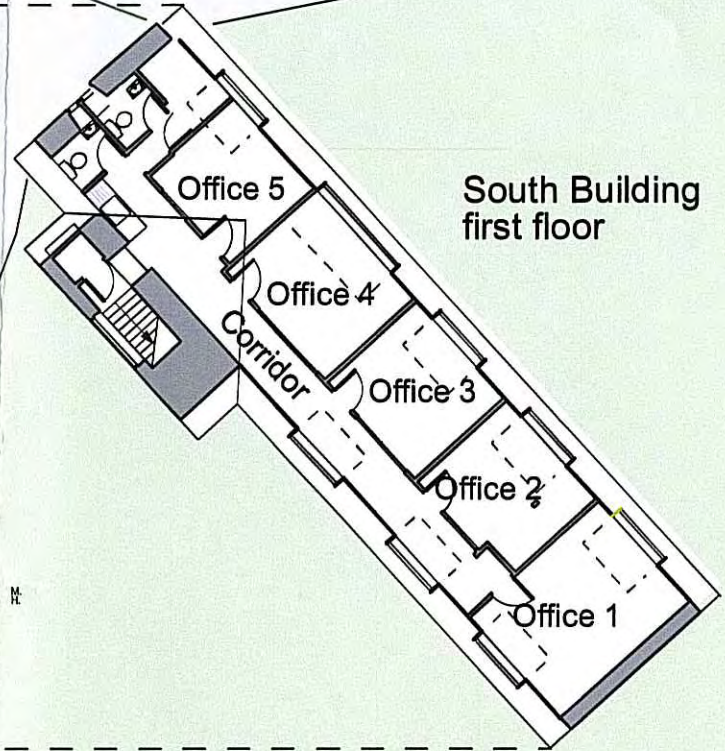 South Building
first floor
Office 5
Office 4
Corridor
Office 3
Office 2
Office 1
M.
H.